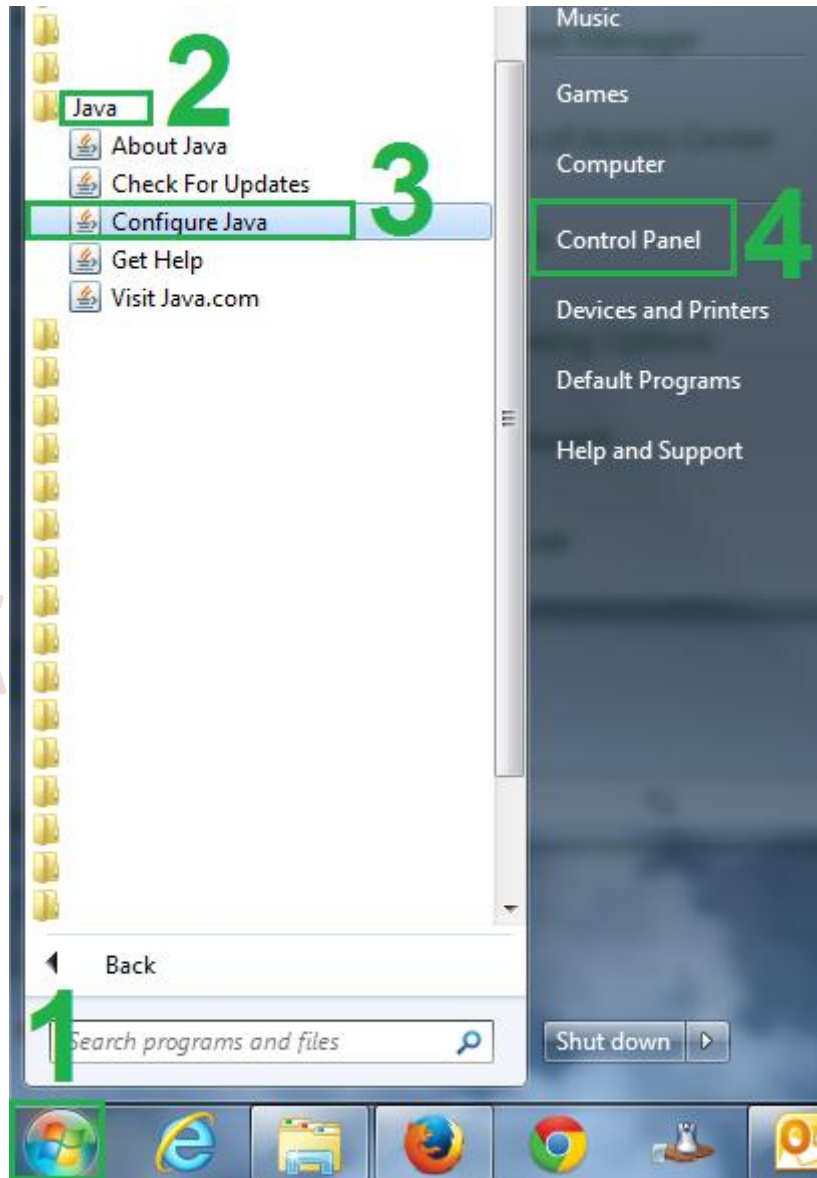 2
Java
About Java
Check For Updates
3
Configure Java
Get Help
Visit Java.com
Back
1
Search programs and files
Music
Games
Computer
Control Panel
4
Devices and Printers
Default Programs
Help and Support
Shut down